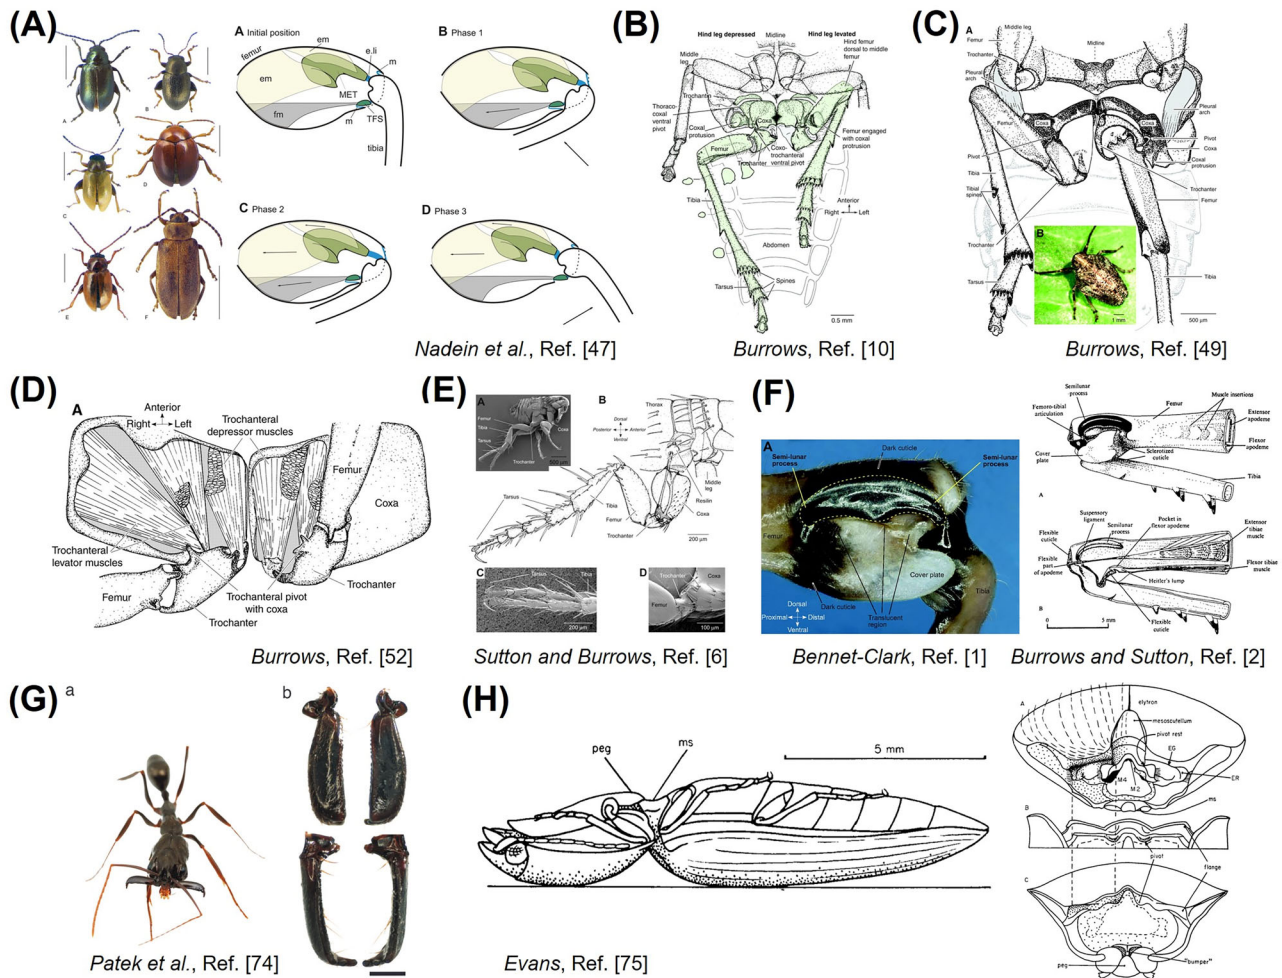 (A)
A Initial position
femur
em
e.li
m
em
MET
fm
TFS
m
tibia
B Phase 1
C Phase 2
D Phase 3
A
B
C
D
E
F
Nadein et al., Ref. [47]
(B)
Hind leg depressed
Midline
Hind leg levated
Middle
leg
Hind femur
dorsal to middle
femur
Trochantin
Thoraco-
coxal
ventral
pivot
Coxal
protrusion
Femur
Trochanter
Coxo-
trochanteral
ventral pivot
Femur engaged
with coxal
protrusion
Tibia
Anterior
Right
Left
Abdomen
Tarsus
Spines
0.5 mm
Burrows, Ref. [10]
(C)
A
Middle leg
Femur
Trochanter
Midline
Pleural
arch
Coxa
Coxa
Femur
Pleural
arch
Pivot
Coxa
Coxal
protrusion
Pivot
Tibia
Tibial
spines
Trochanter
Femur
Trochanter
B
Tibia
Tarsus
1 mm
500 µm
Burrows, Ref. [49]
(D)
A
Anterior
Right
Left
Trochanteral
depressor muscles
Femur
Coxa
Trochanteral
levator muscles
Femur
Trochanteral pivot
with coxa
Trochanter
Trochanter
Burrows, Ref. [52]
(E)
A
Femur
Tibia
Tarsus
Coxa
Trochanter
500 µm
B
Thorax
Dorsal
Posterior
Anterior
Ventral
Middle
leg
Resilin
Coxa
Tarsus
Tibia
Femur
Trochanter
200 µm
C
Tarsus
Tibia
200 µm
D
Trochanter
Coxa
Femur
100 µm
Sutton and Burrows, Ref. [6]
(F)
A
Dark cuticle
Semi-lunar
process
Semi-lunar
process
Femur
Cover plate
Tibia
Dark cuticle
Translucent
region
Dorsal
Proximal
Distal
Ventral
Bennet-Clark, Ref. [1]
Semilunar
process
Femur
Muscle insertions
Femoro-tibial
articulation
Extensor
apodeme
Flexor
apodeme
Cover
plate
Sclerotized
cuticle
Tibia
A
Suspensory
ligament
Semilunar
process
Pocket in
flexor apodeme
Flexible
cuticle
Extensor
tibiae muscle
Flexible
part of
apodeme
Flexor tibiae
muscle
Heitler's lump
B
0
5 mm
Flexible
cuticle
Burrows and Sutton, Ref. [2]
(G)
a
b
Patek et al., Ref. [74]
(H)
peg
ms
5 mm
Evans, Ref. [75]
A
elytron
mesoscutellum
pivot rest
EG
CR
M4
M2
ms
B
pivot
flange
C
peg
"bumper"